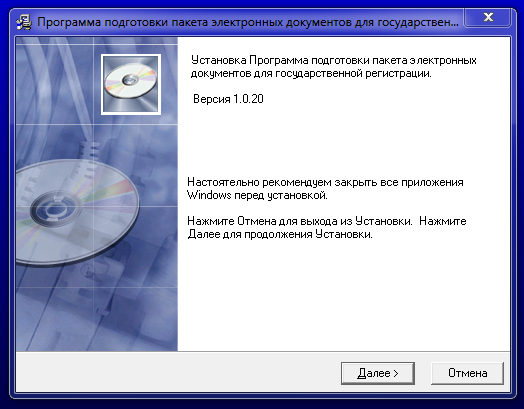 Программа подготовки пакета электронных документов для государствен...
Установка Программа подготовки пакета электронных
документов для государственной регистрации.
Версия 1.0.20
Настоятельно рекомендуем закрыть все приложения
Windows перед установкой.
Нажмите Отмена для выхода из Установки. Нажмите
Далее для продолжения Установки.
Далее >
Отмена